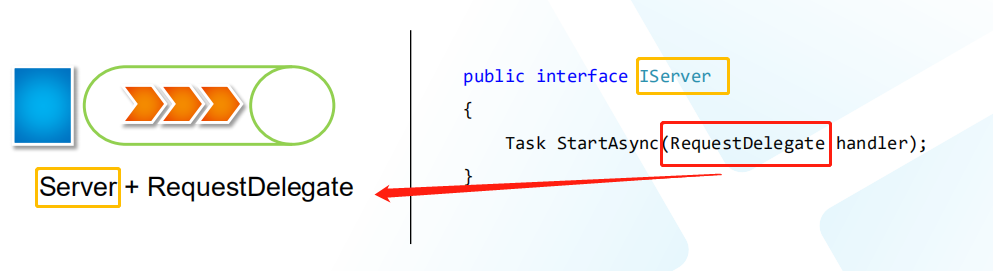 Server + RequestDelegate
public interface IServer
{
Task StartAsync(RequestDelegate handler);
}